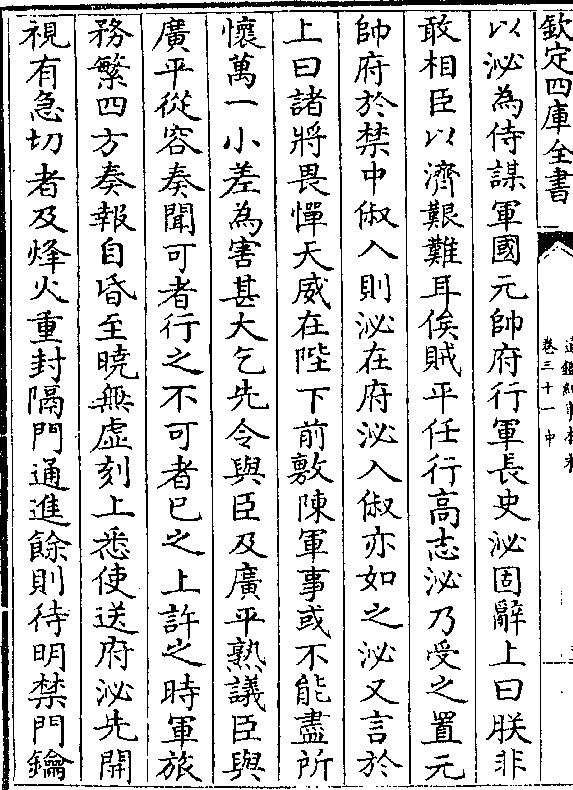 欽定四庫全書
通鑑紀事本末
卷三十一中
以泌為侍謀軍國元帥府行軍長史泌固辭上曰朕非
敢相臣以濟艱難耳俟賊平任行高志泌乃受之置元
帥府於禁中俶入則泌在府泌入俶亦如之泌又言於
上曰諸將畏憚天威在陛下前敷陳軍事或不能盡所
懷萬一小差為害甚大乞先令與臣及廣平熟議臣與
廣平從容奏聞可者行之不可者已之上許之時軍旅
務繁四方奏報自昏至曉無虛刻上悉使送府泌先開
視有急切者及烽火重封隔門通進餘則待明禁門鑰